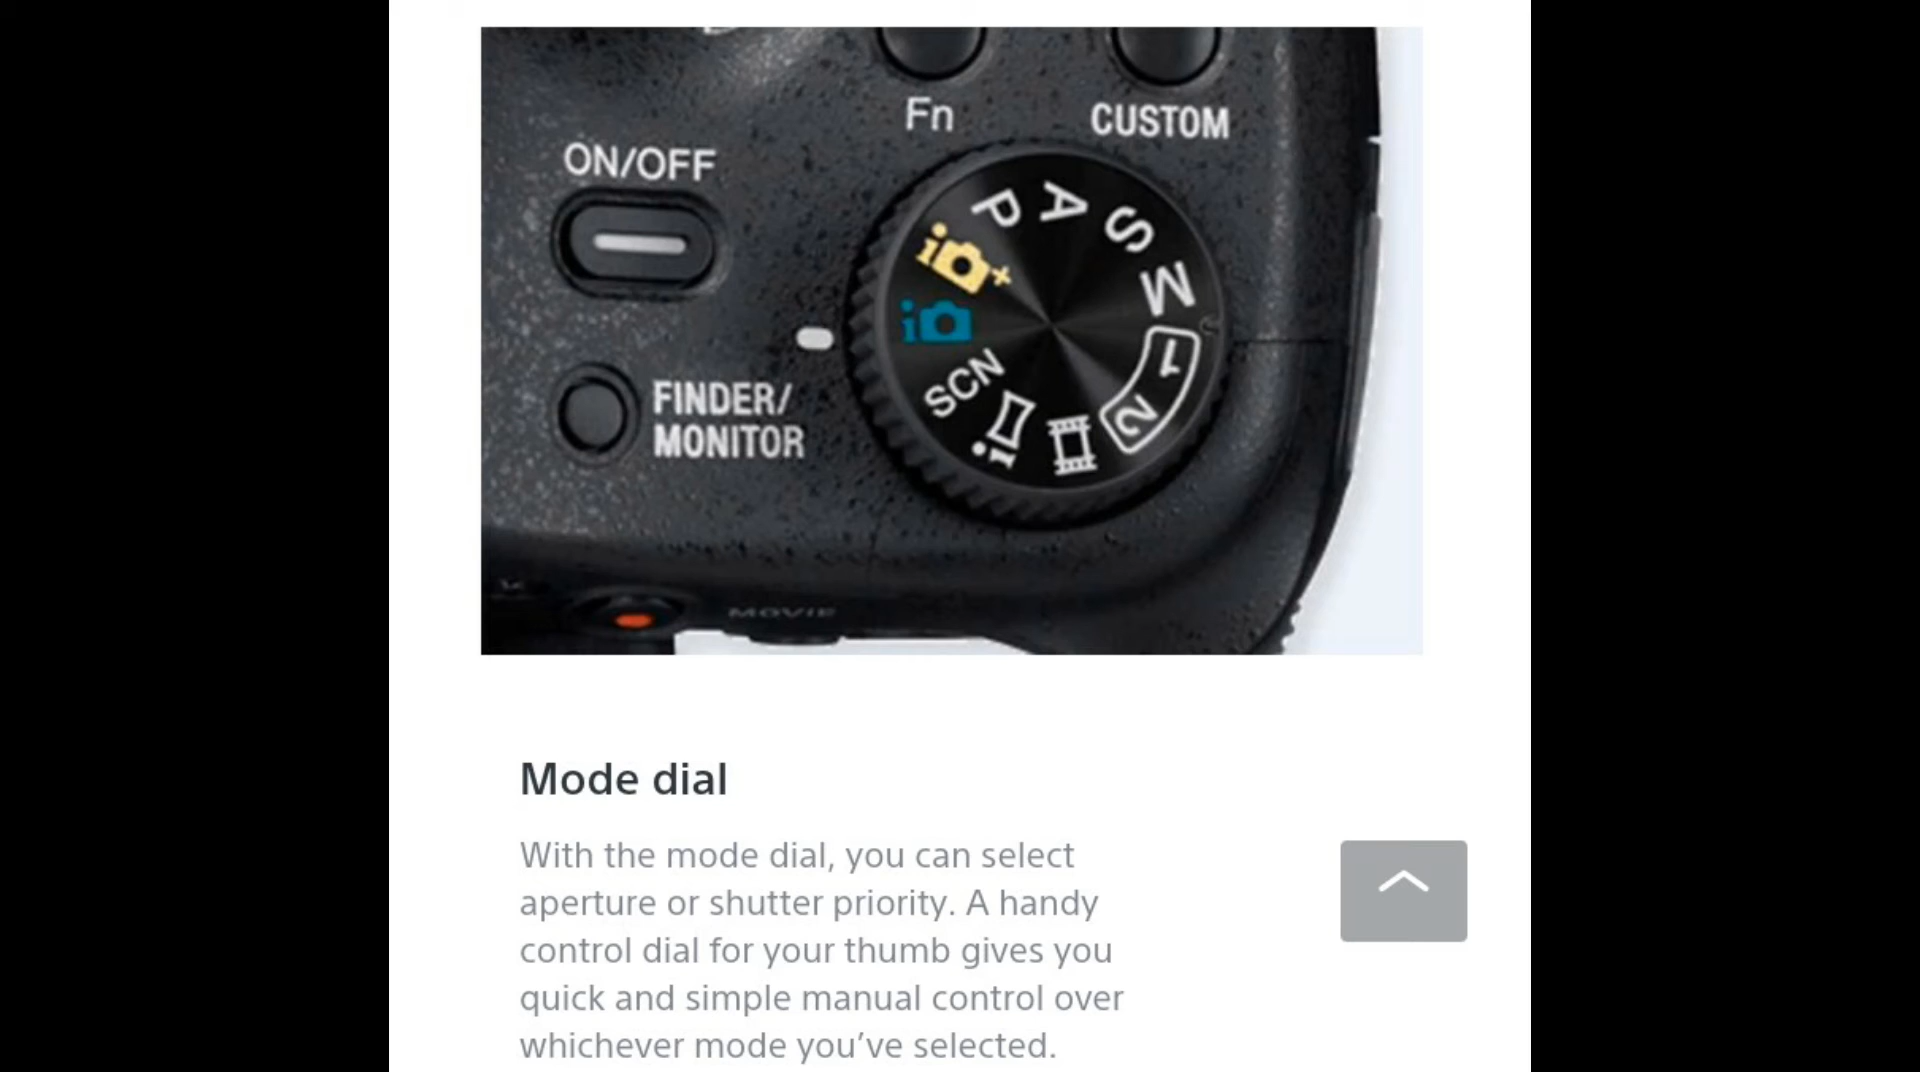 Fn
CUSTOM
ON/OFF
P A S M
i +
i
SCN
i
1
2
FINDER/
MONITOR
MOVIE
Mode dial
With the mode dial, you can select
aperture or shutter priority. A handy
control dial for your thumb gives you
quick and simple manual control over
whichever mode you’ve selected.